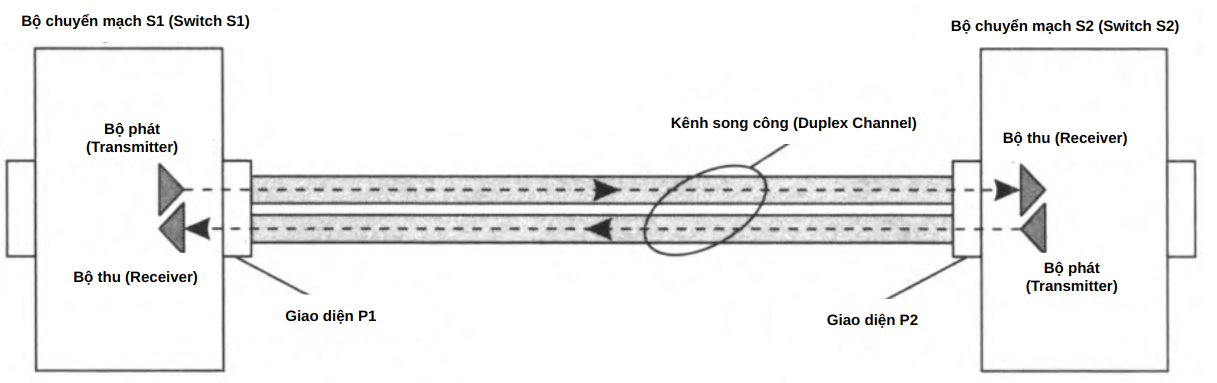 Bộ chuyển mạch S1 (Switch S1)
Bộ chuyển mạch S2 (Switch S2)
Kênh song công (Duplex Channel)
Bộ phát
(Transmitter)
Bộ thu (Receiver)
Bộ thu (Receiver)
Bộ phát
(Transmitter)
Giao diện P1
Giao diện P2